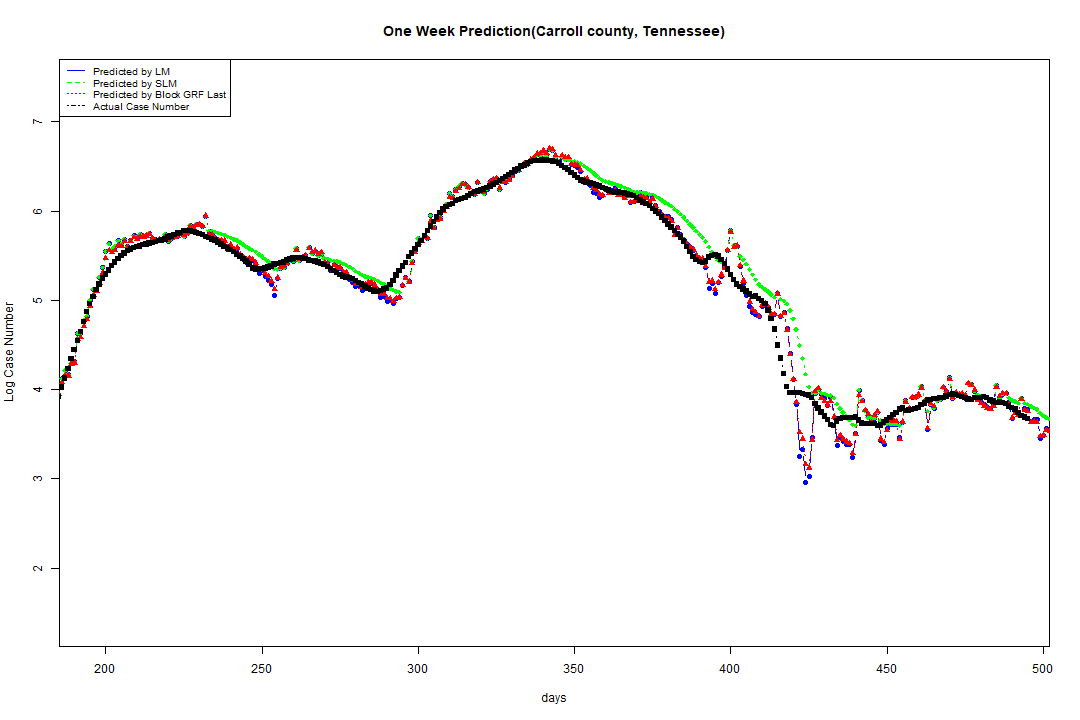 One Week Prediction(Carroll county, Tennessee)
Predicted by LM
Predicted by SLM
Predicted by Block GRF Last
Actual Case Number
7
6
5
4
3
2
Log Case Number
200 250 300 350 400 450 500
days